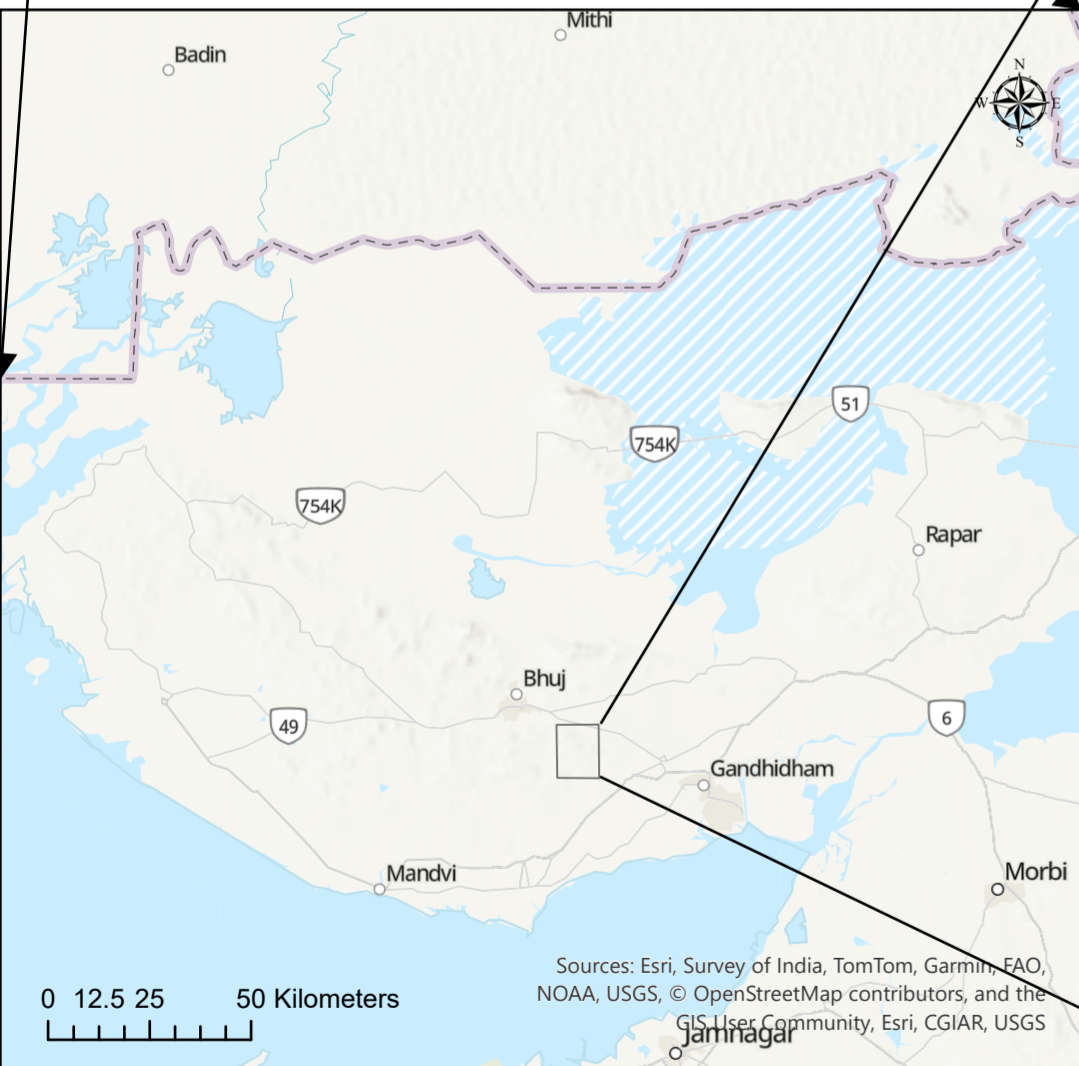 Mithi
Badin
N
W E
S
51
754K
754K
Rapar
Bhuj
49
6
Gandhidham
Mandvi
Morbi
Sources: Esri, Survey of India, TomTom, Garmin, FAO,
NOAA, USGS, © OpenStreetMap contributors, and the
GIS User Community, Esri, CGIAR, USGS
0 12.5 25 50 Kilometers
Jamnagar